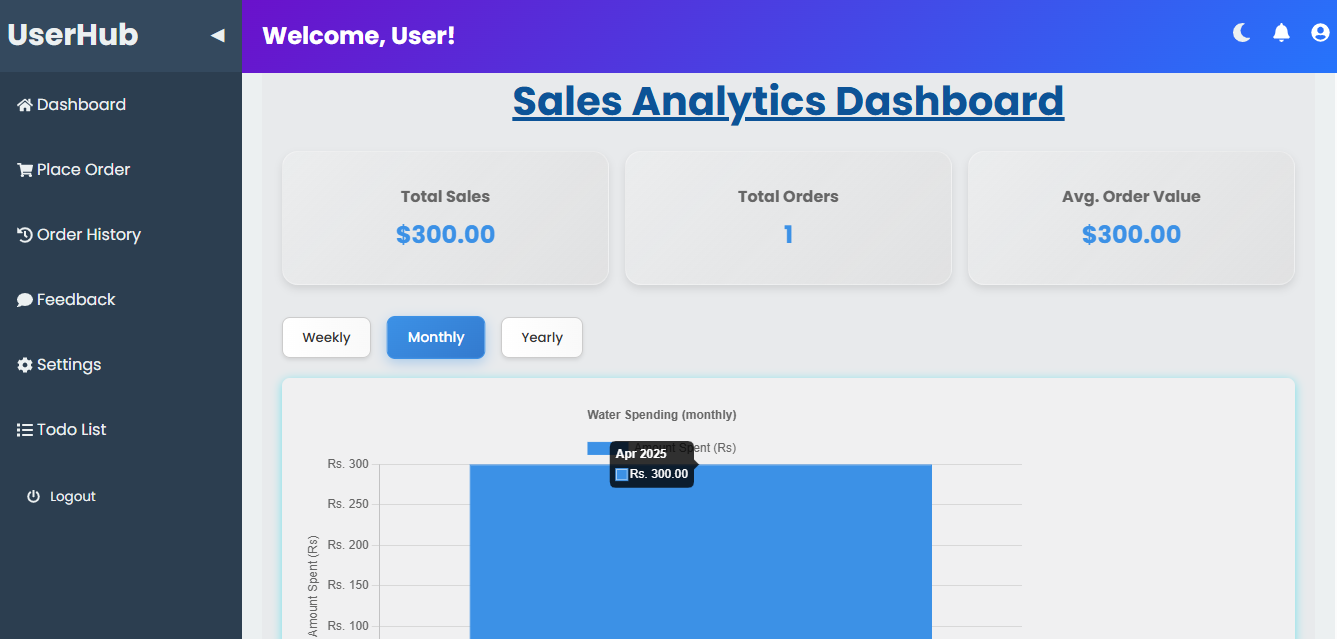 UserHub
◀
Welcome, User!
Dashboard
Place Order
Order History
Feedback
Settings
Todo List
Logout
Sales Analytics Dashboard
Total Sales
$300.00
Total Orders
1
Avg. Order Value
$300.00
Weekly
Monthly
Yearly
Water Spending (monthly)
Amount Spent (Rs)
Apr 2025
Rs. 300.00
Rs. 300
Rs. 250
Rs. 200
Rs. 150
Rs. 100
Amount Spent (Rs)